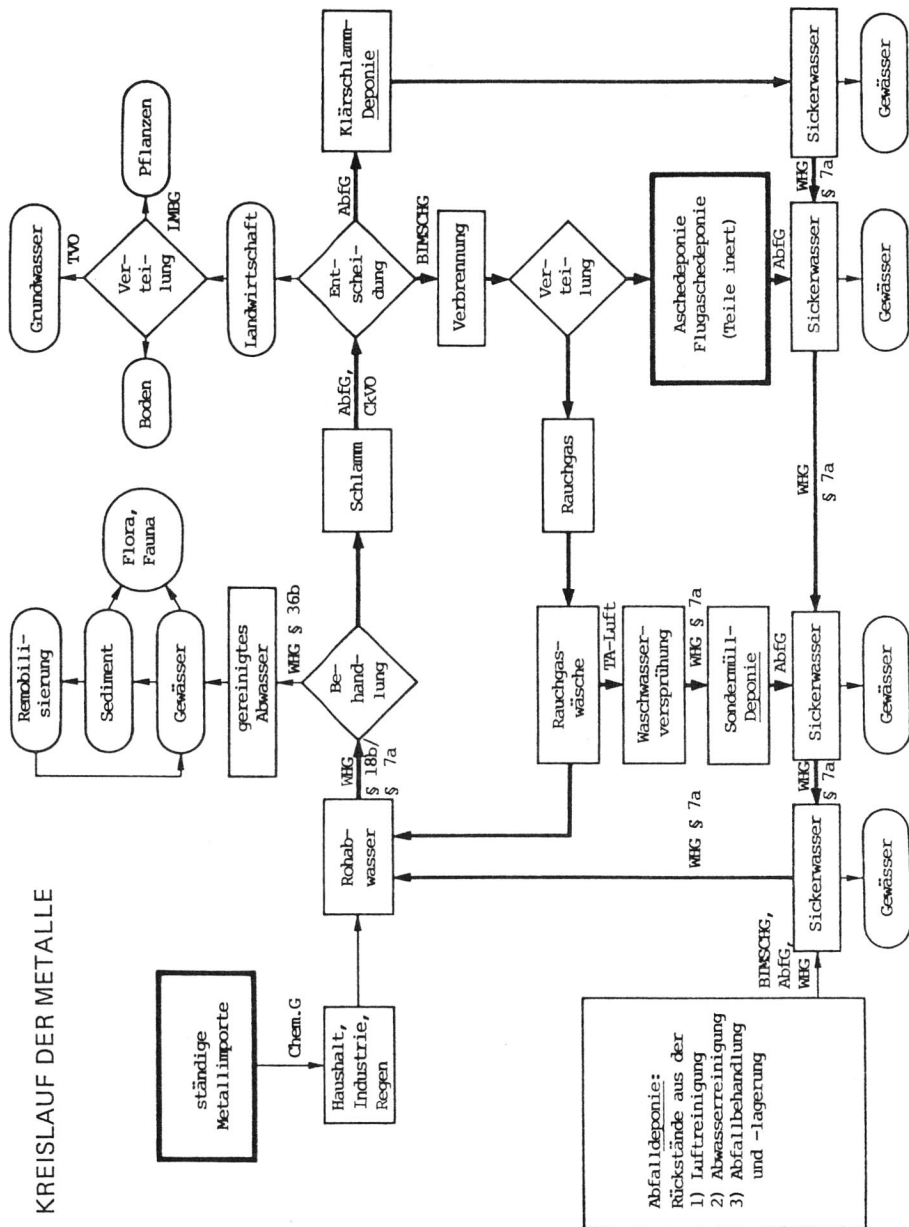 KREISLAUF DER METALLE
ständige
Metallimporte
Chem.G
Haushalt,
Industrie,
Regen
Rohab-
wasser
WHG
§ 18b/
§ 7a
Be-
hand-
lung
WHG § 36b
gereinigtes
Abwasser
Gewässer
Sediment
Remobili-
sierung
Flora,
Fauna
Schlamm
AbfG,
CkVO
Ent-
schei-
dung
Landwirtschaft
Ver-
tei-
lung
Boden
TVO
Grundwasser
LMBG
Pflanzen
AbfG
Klärschlamm-
Deponie
BIMSCHG
Verbrennung
Ver-
tei-
lung
Rauchgas
Rauchgas-
wäsche
TA-Luft
Waschwasser-
versprühung
WHG § 7a
Sondermüll-
Deponie
AbfG
Aschedeponie
Flugaschedeponie
(Teile inert)
AbfG
WHG § 7a
Abfalldeponie:
Rückstände aus der
1) Luftreinigung
2) Abwasserreinigung
3) Abfallbehandlung
und -lagerung
BIMSCHG,
AbfG,
WHG
Sickerwasser
WHG
§ 7a
Sickerwasser
WHG
§ 7a
Sickerwasser
WHG
§ 7a
Sickerwasser
Gewässer
Gewässer
Gewässer
Gewässer